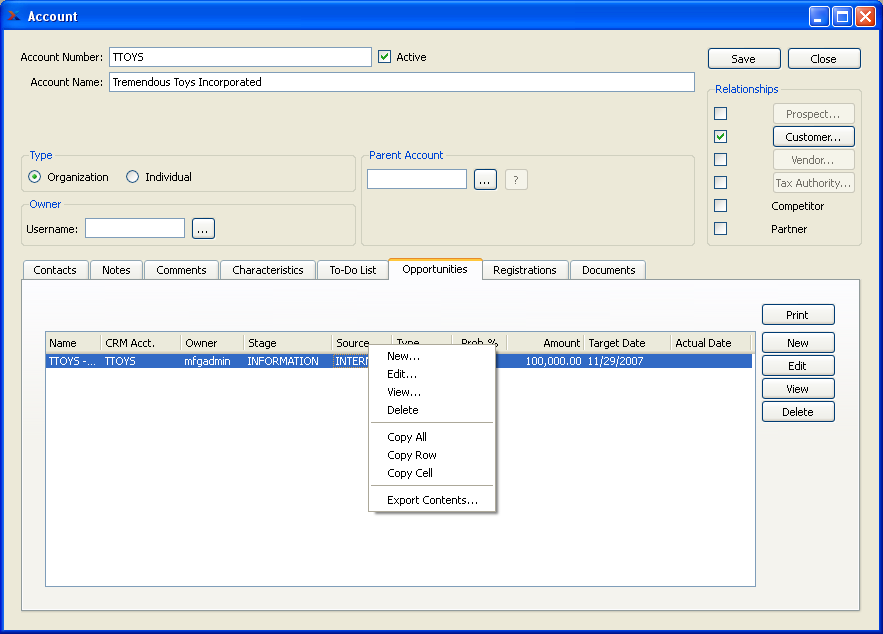 Account
Account Number: TTOYS Active Save Close
Account Name: Tremendous Toys Incorporated
Relationships
Prospect...
Customer...
Vendor...
Tax Authority...
Competitor
Partner
Type
Organization Individual
Parent Account
... ?
Owner
Username: ...
Contacts Notes Comments Characteristics To-Do List Opportunities Registrations Documents
Print
New
Edit
View
Delete
Name CRM Acct. Owner Stage Source Type Prob.% Amount Target Date Actual Date
TTOYS -... TTOYS mfgadmin INFORMATION 100,000.00 11/29/2007
New...
Edit...
View...
Delete
Copy All
Copy Row
Copy Cell
Export Contents...